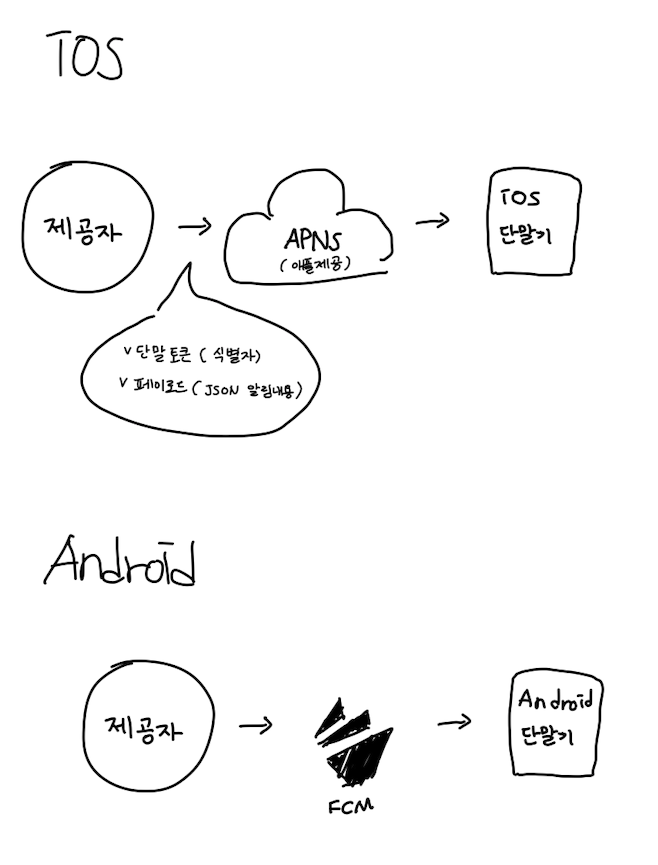 iOS
제공자
APNS
(애플제공)
iOS
단말기
v 단말 토큰 (식별자)
v 페이로드 (JSON 알림내용)
Android
제공자
FCM
Android
단말기